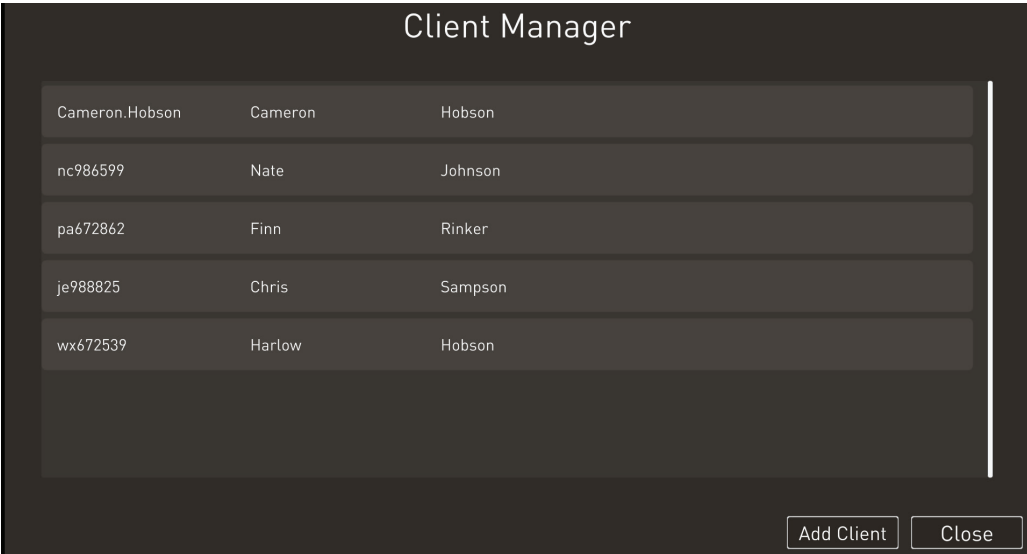 Client Manager
Cameron.Hobson Cameron Hobson
nc986599 Nate Johnson
pa672862 Finn Rinker
je988825 Chris Sampson
wx672539 Harlow Hobson
Add Client Close